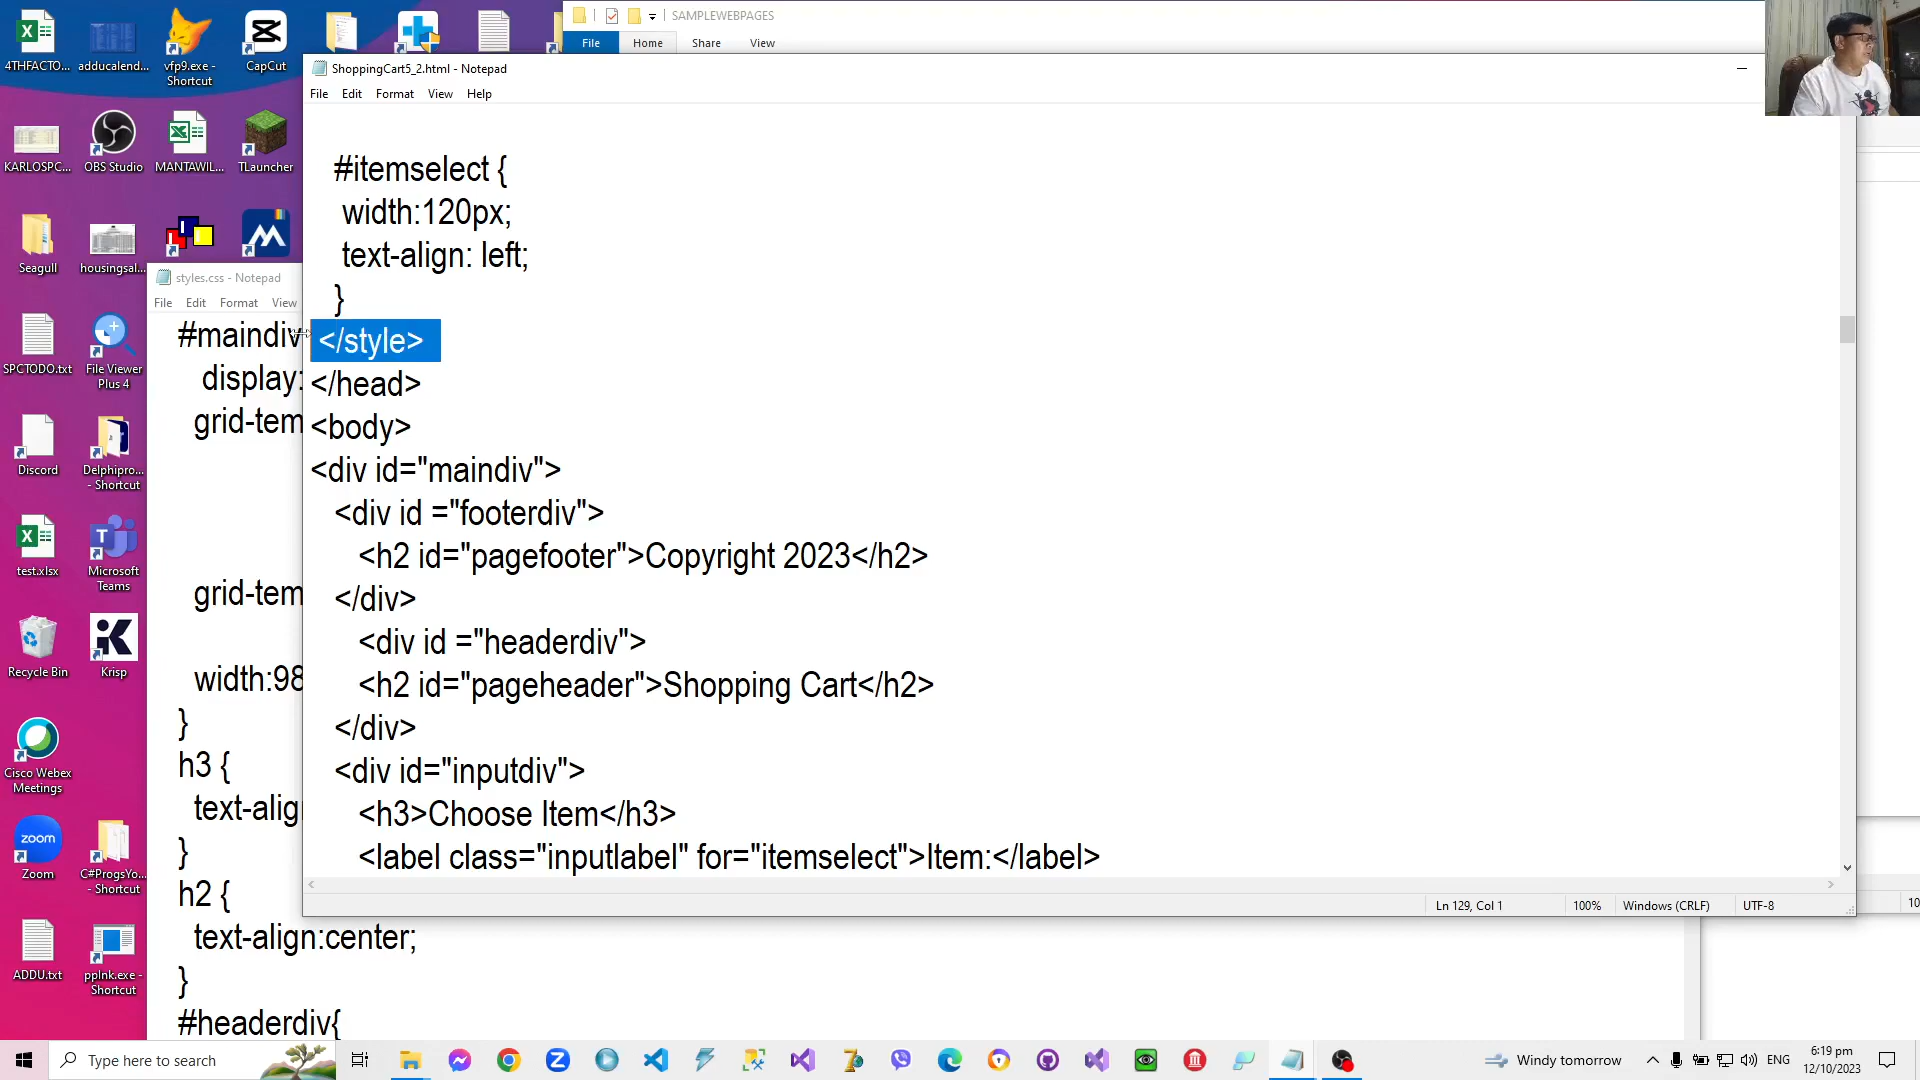 SAMPLEWEBPAGES
File Home Share View
ShoppingCart5_2.html - Notepad
File Edit Format View Help
#itemselect {
width:120px;
text-align: left;
}
</style>
</head>
<body>
<div id="maindiv">
<div id ="footerdiv">
<h2 id="pagefooter">Copyright 2023</h2>
</div>
<div id ="headerdiv">
<h2 id="pageheader">Shopping Cart</h2>
</div>
<div id="inputdiv">
<h3>Choose Item</h3>
<label class="inputlabel" for="itemselect">Item:</label>
Ln 129, Col 1 100% Windows (CRLF) UTF-8
10
styles.css - Notepad
File Edit Format View
#maindiv
display:
grid-tem
grid-tem
width:98
}
h3 {
text-alig
}
h2 {
text-align:center;
}
#headerdiv{
4THFACTO...
adducalend...
vfp9.exe -
Shortcut
CapCut
KARLOSPC...
OBS Studio
MANTAWIL...
TLauncher
Seagull
housingsal...
SPCTODO.txt
File Viewer
Plus 4
Discord
Delphipro...
- Shortcut
test.xlsx
Microsoft
Teams
Recycle Bin
Krisp
Cisco Webex
Meetings
zoom
Zoom
C#ProgsYo...
- Shortcut
ADDU.txt
pplnk.exe -
Shortcut
Type here to search
Windy tomorrow
ENG
6:19 pm
12/10/2023